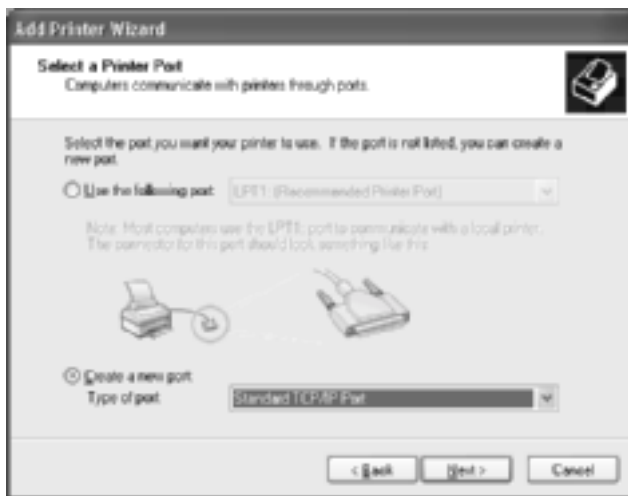 Add Printer Wizard
Select a Printer Port
Computers communicate with printers through ports.
Select the port you want your printer to use. If the port is not listed, you can create a
new port.
Use the following port: LPT1: (Recommended Printer Port)
Note: Most computers use the LPT1: port to communicate with a local printer.
The connector for this port should look something like this:
Create a new port:
Type of port: Standard TCP/IP Port
< Back Next > Cancel